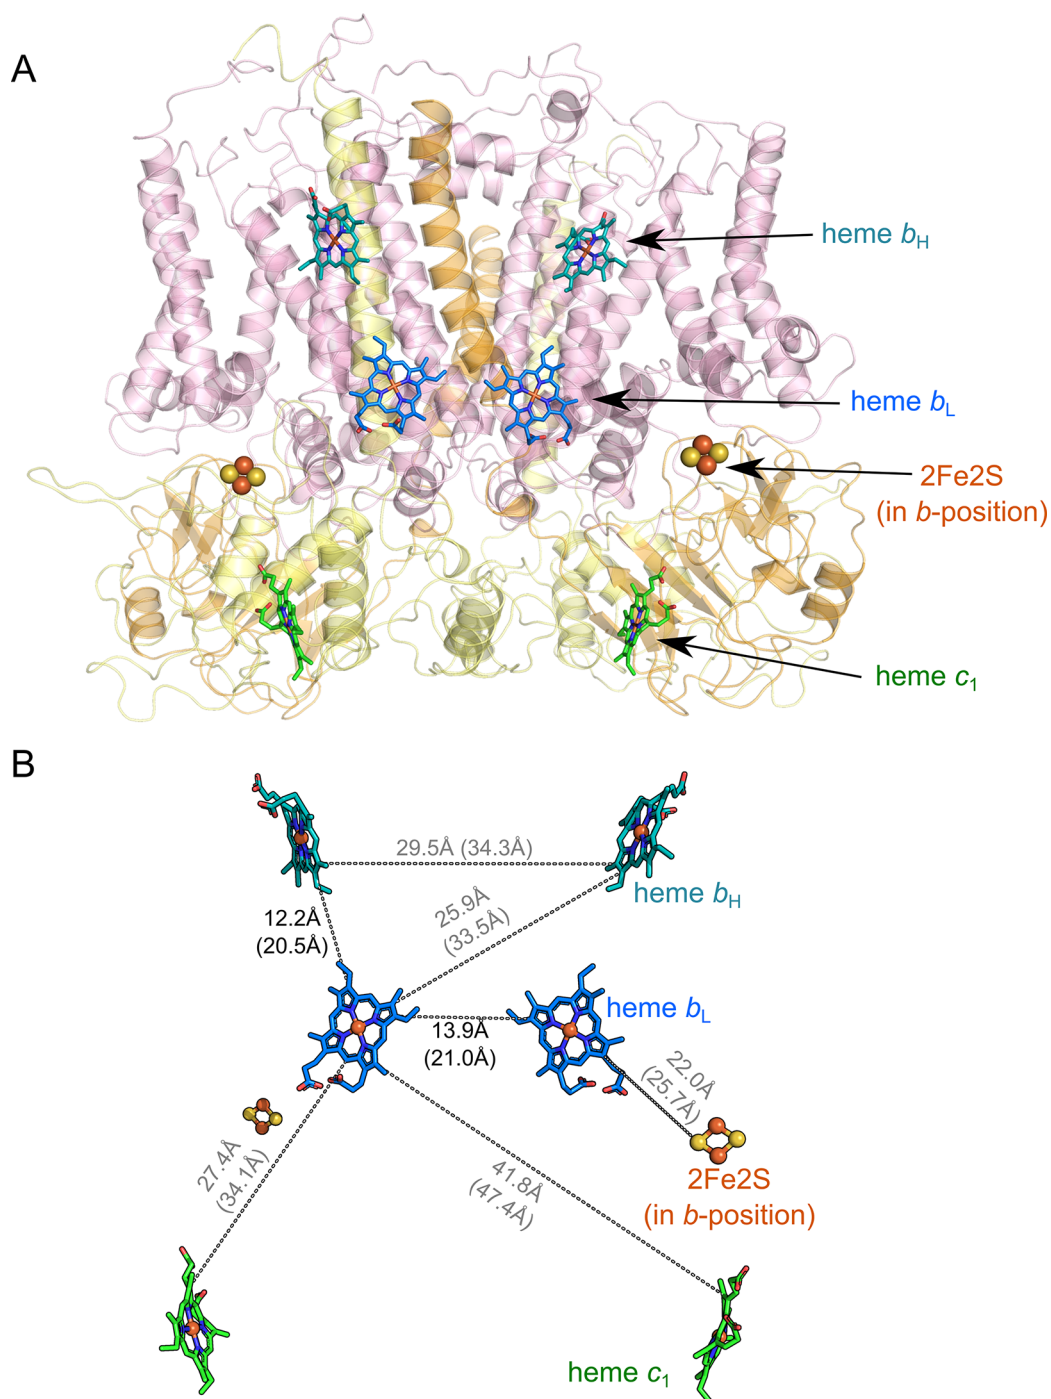 A
heme bH
heme bL
2Fe2S
(in b-position)
heme c1
B
29.5Å (34.3Å)
heme bH
25.9Å
(33.5Å)
12.2Å
(20.5Å)
heme bL
13.9Å
(21.0Å)
22.0Å
(25.7Å)
27.4Å
(34.1Å)
41.8Å
(47.4Å)
2Fe2S
(in b-position)
heme c1